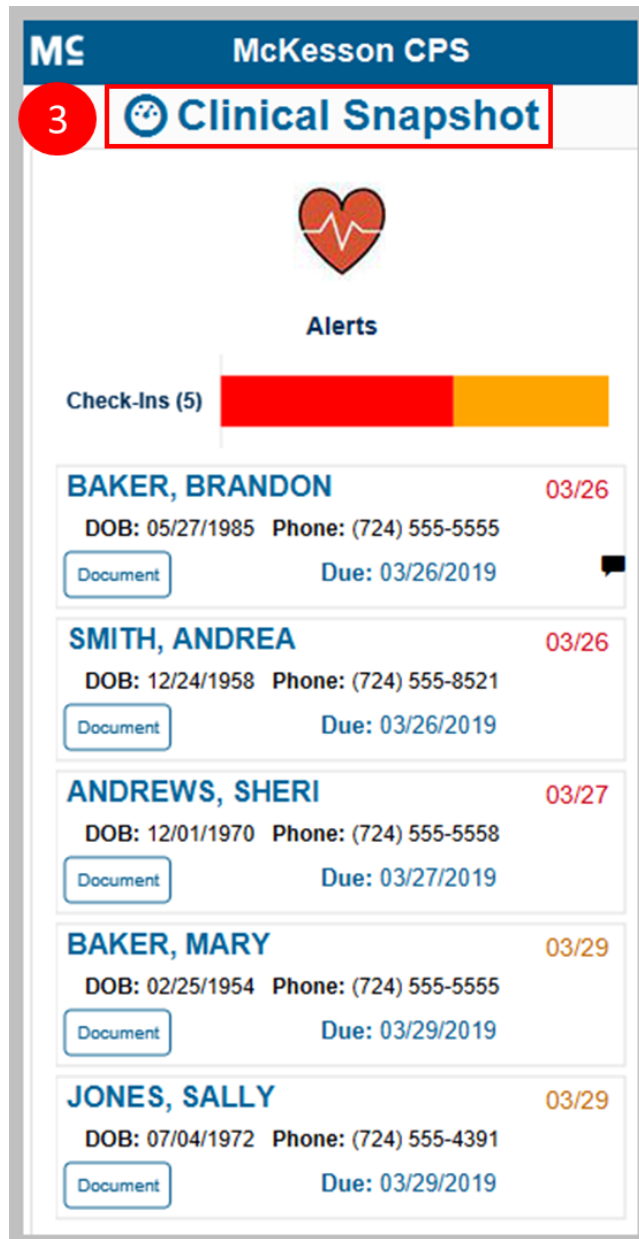 MC McKesson CPS
3 Clinical Snapshot
Alerts
Check-Ins (5)
BAKER, BRANDON 03/26
DOB: 05/27/1985 Phone: (724) 555-5555
Document Due: 03/26/2019
SMITH, ANDREA 03/26
DOB: 12/24/1958 Phone: (724) 555-8521
Document Due: 03/26/2019
ANDREWS, SHERI 03/27
DOB: 12/01/1970 Phone: (724) 555-5558
Document Due: 03/27/2019
BAKER, MARY 03/29
DOB: 02/25/1954 Phone: (724) 555-5555
Document Due: 03/29/2019
JONES, SALLY 03/29
DOB: 07/04/1972 Phone: (724) 555-4391
Document Due: 03/29/2019